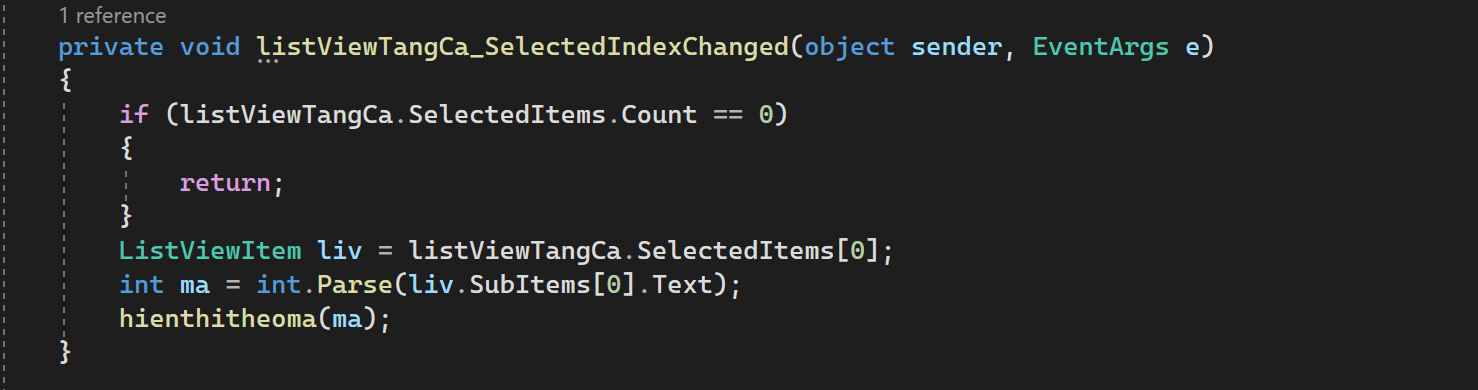 1 reference
private void listViewTangCa_SelectedIndexChanged(object sender, EventArgs e)
{
    if (listViewTangCa.SelectedItems.Count == 0)
    {
        return;
    }
    ListViewItem liv = listViewTangCa.SelectedItems[0];
    int ma = int.Parse(liv.SubItems[0].Text);
    hienthitheoma(ma);
}